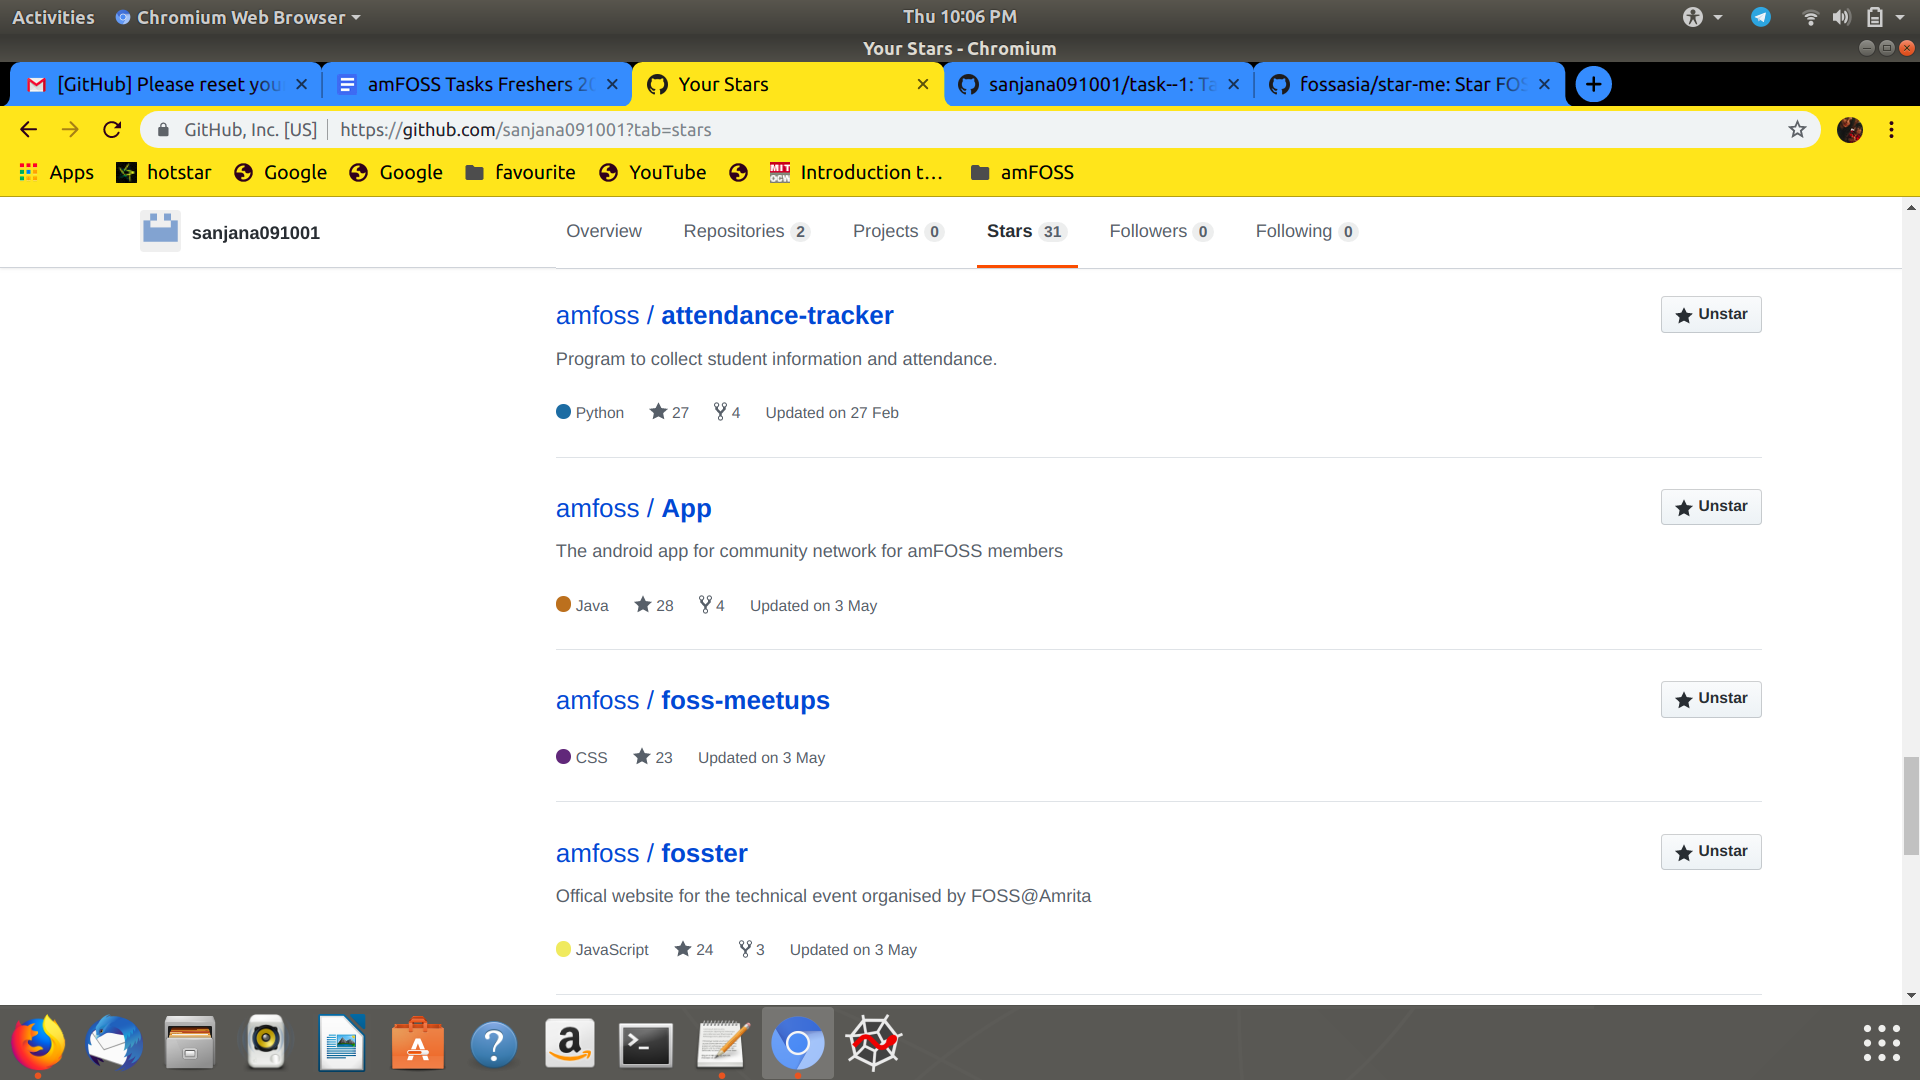 Activities Chromium Web Browser Thu 10:06 PM
Your Stars - Chromium
[GitHub] Please reset you amFOSS Tasks Freshers 20 Your Stars sanjana091001/task--1: Ta fossasia/star-me: Star FOS
GitHub, Inc. [US] https://github.com/sanjana091001?tab=stars
Apps hotstar Google Google favourite YouTube MIT OCW Introduction t... amFOSS
sanjana091001 Overview Repositories 2 Projects 0 Stars 31 Followers 0 Following 0
amfoss / attendance-tracker Unstar
Program to collect student information and attendance.
Python 27 4 Updated on 27 Feb
amfoss / App Unstar
The android app for community network for amFOSS members
Java 28 4 Updated on 3 May
amfoss / foss-meetups Unstar
CSS 23 Updated on 3 May
amfoss / fosster Unstar
Offical website for the technical event organised by FOSS@Amrita
JavaScript 24 3 Updated on 3 May